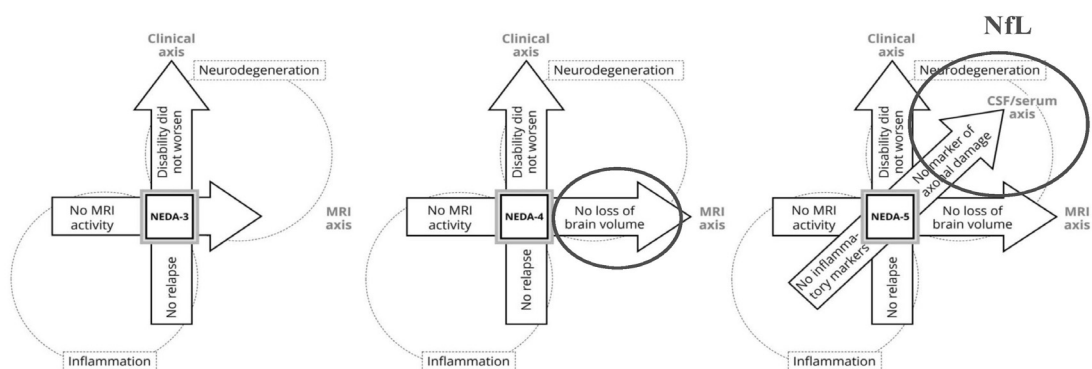 Clinical
axis
Neurodegeneration
Disability did
not worsen
No MRI
activity
NEDA-3
MRI
axis
No relapse
Inflammation
Clinical
axis
Neurodegeneration
Disability did
not worsen
No MRI
activity
NEDA-4
No loss of
brain volume
MRI
axis
No relapse
Inflammation
NfL
Clinical
axis
Neurodegeneration
CSF/serum
axis
Disability did
not worsen
No marker of
axonal damage
No MRI
activity
NEDA-5
No loss of
brain volume
MRI
axis
No inflamma-
tory markers
No relapse
Inflammation